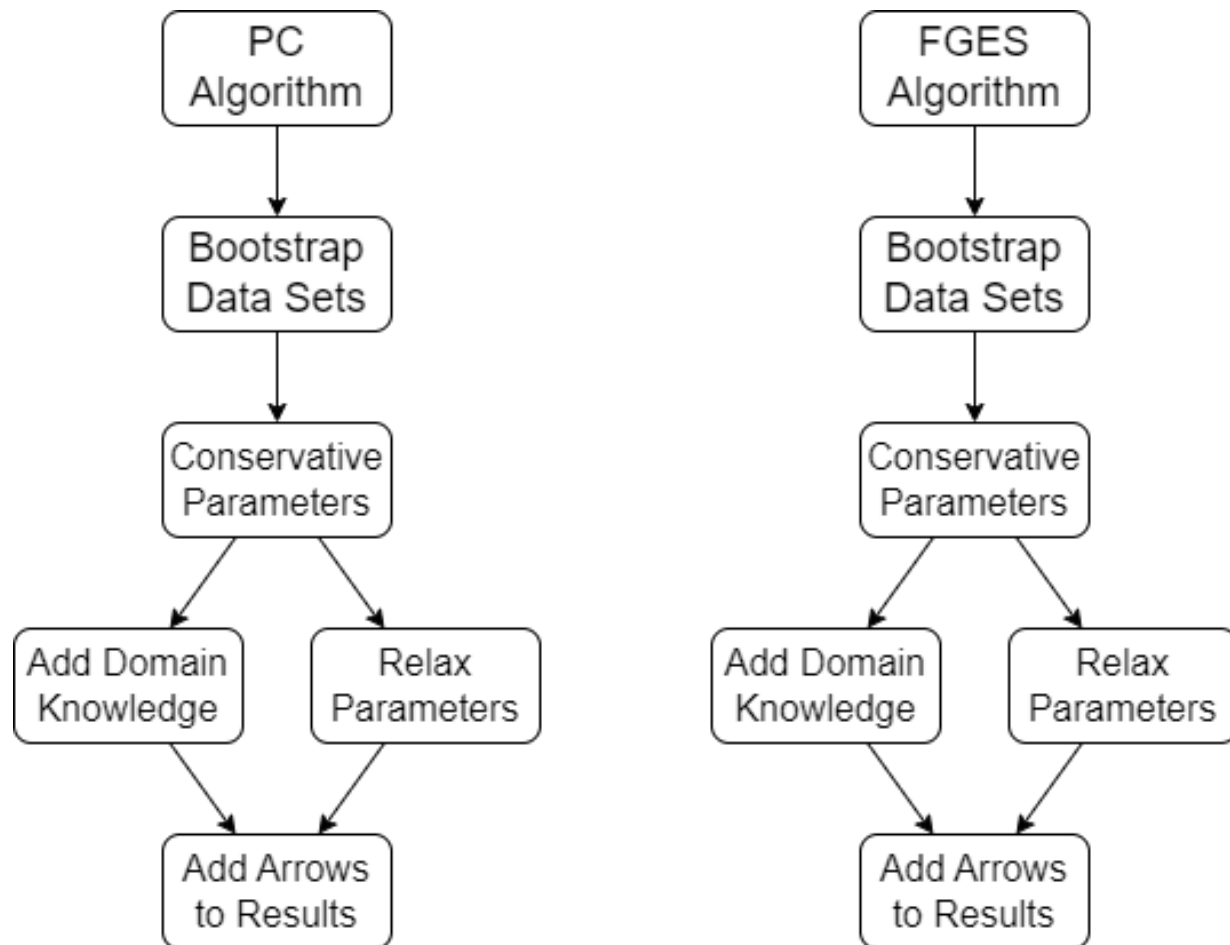 PC
Algorithm
Bootstrap
Data Sets
Conservative
Parameters
Add Domain
Knowledge
Relax
Parameters
Add Arrows
to Results
FGES
Algorithm
Bootstrap
Data Sets
Conservative
Parameters
Add Domain
Knowledge
Relax
Parameters
Add Arrows
to Results